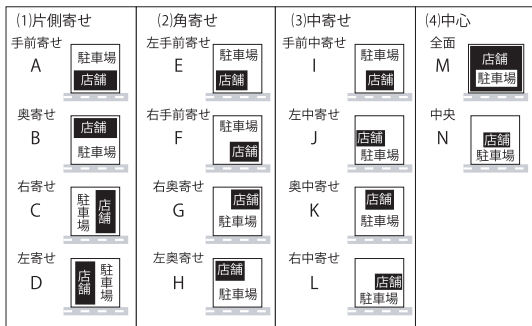 (1)片側寄せ
手前寄せ
A
駐車場
店舗
奥寄せ
B
店舗
駐車場
右寄せ
C
駐車場
店舗
左寄せ
D
店舗
駐車場
(2)角寄せ
左手前寄せ
E
駐車場
店舗
右手前寄せ
F
駐車場
店舗
右奥寄せ
G
店舗
駐車場
左奥寄せ
H
店舗
駐車場
(3)中寄せ
手前中寄せ
I
駐車場
店舗
左中寄せ
J
店舗
駐車場
奥中寄せ
K
店舗
駐車場
右中寄せ
L
店舗
駐車場
(4)中心
全面
M
店舗
駐車場
中央
N
店舗
駐車場